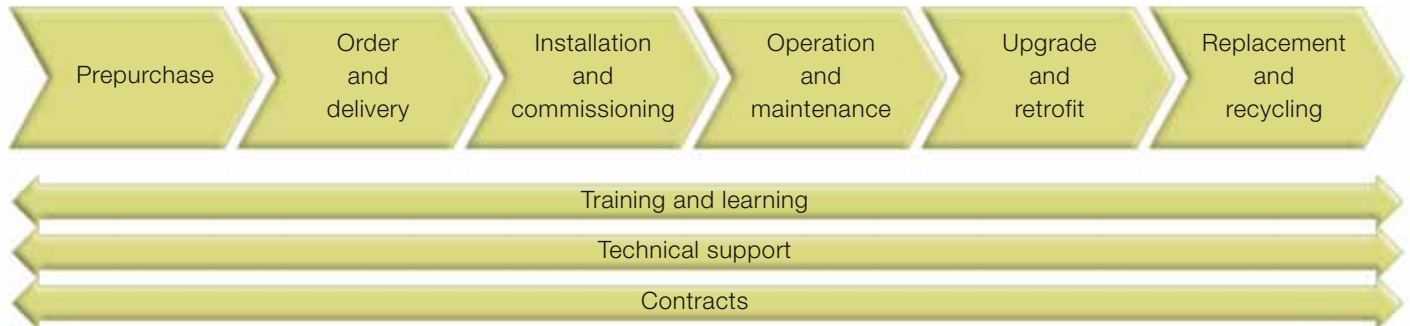 Prepurchase
Order
and
delivery
Installation
and
commissioning
Operation
and
maintenance
Upgrade
and
retrofit
Replacement
and
recycling
Training and learning
Technical support
Contracts